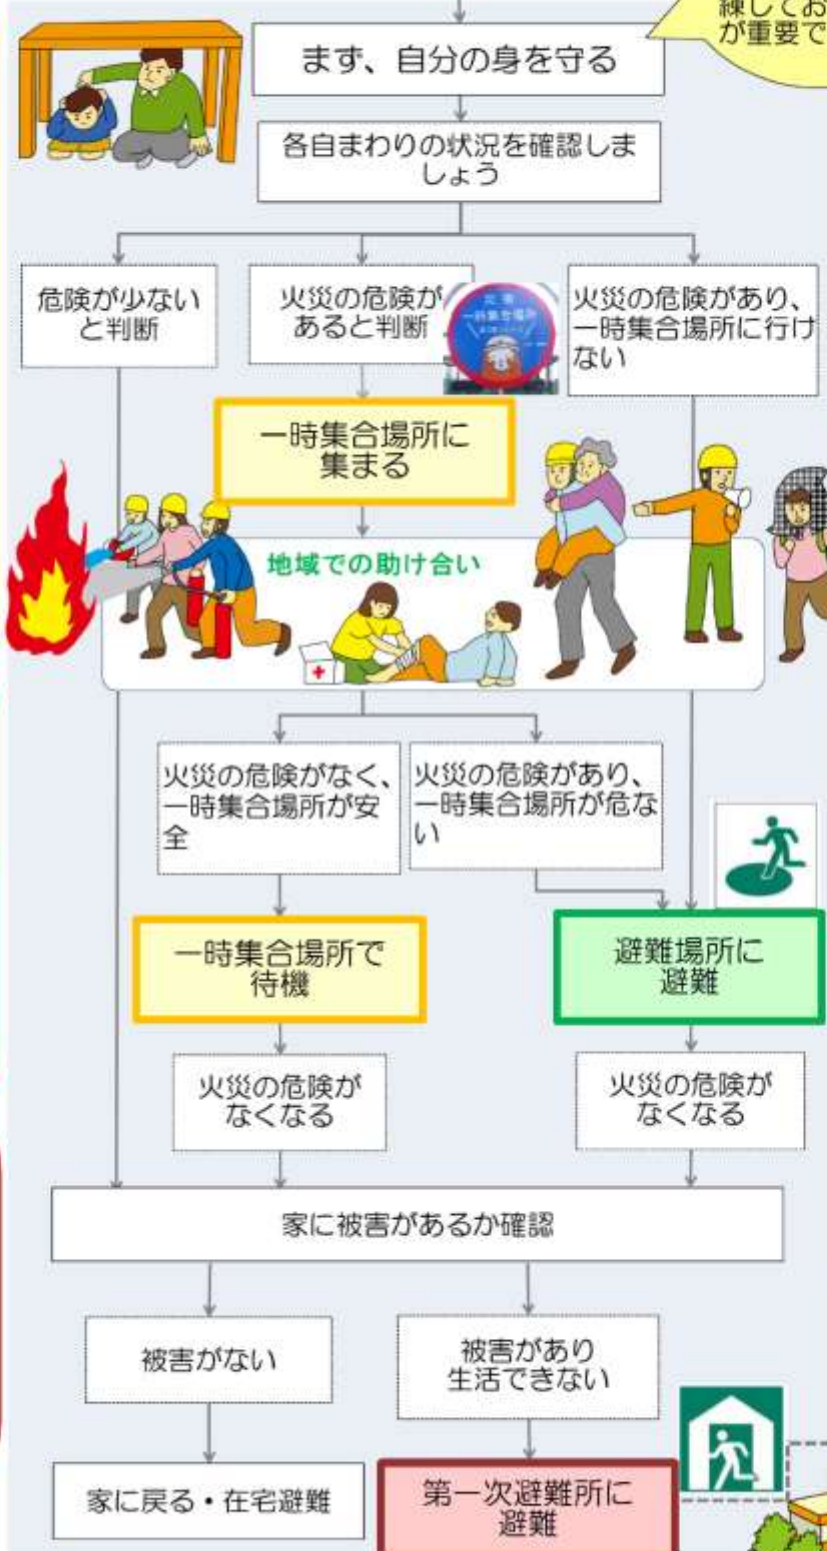 練してお
が重要で
まず、自分の身を守る
各自まわりの状況を確認しま
しょう
危険が少ない
と判断
火災の危険が
あると判断
災害
一時集合場所
火災の危険があり、
一時集合場所に行け
ない
一時集合場所に
集まる
地域での助け合い
火災の危険がなく、
一時集合場所が安
全
火災の危険があり、
一時集合場所が危な
い
一時集合場所で
待機
避難場所に
避難
火災の危険が
なくなる
火災の危険が
なくなる
家に被害があるか確認
被害がない
被害があり
生活できない
家に戻る・在宅避難
第一次避難所に
避難